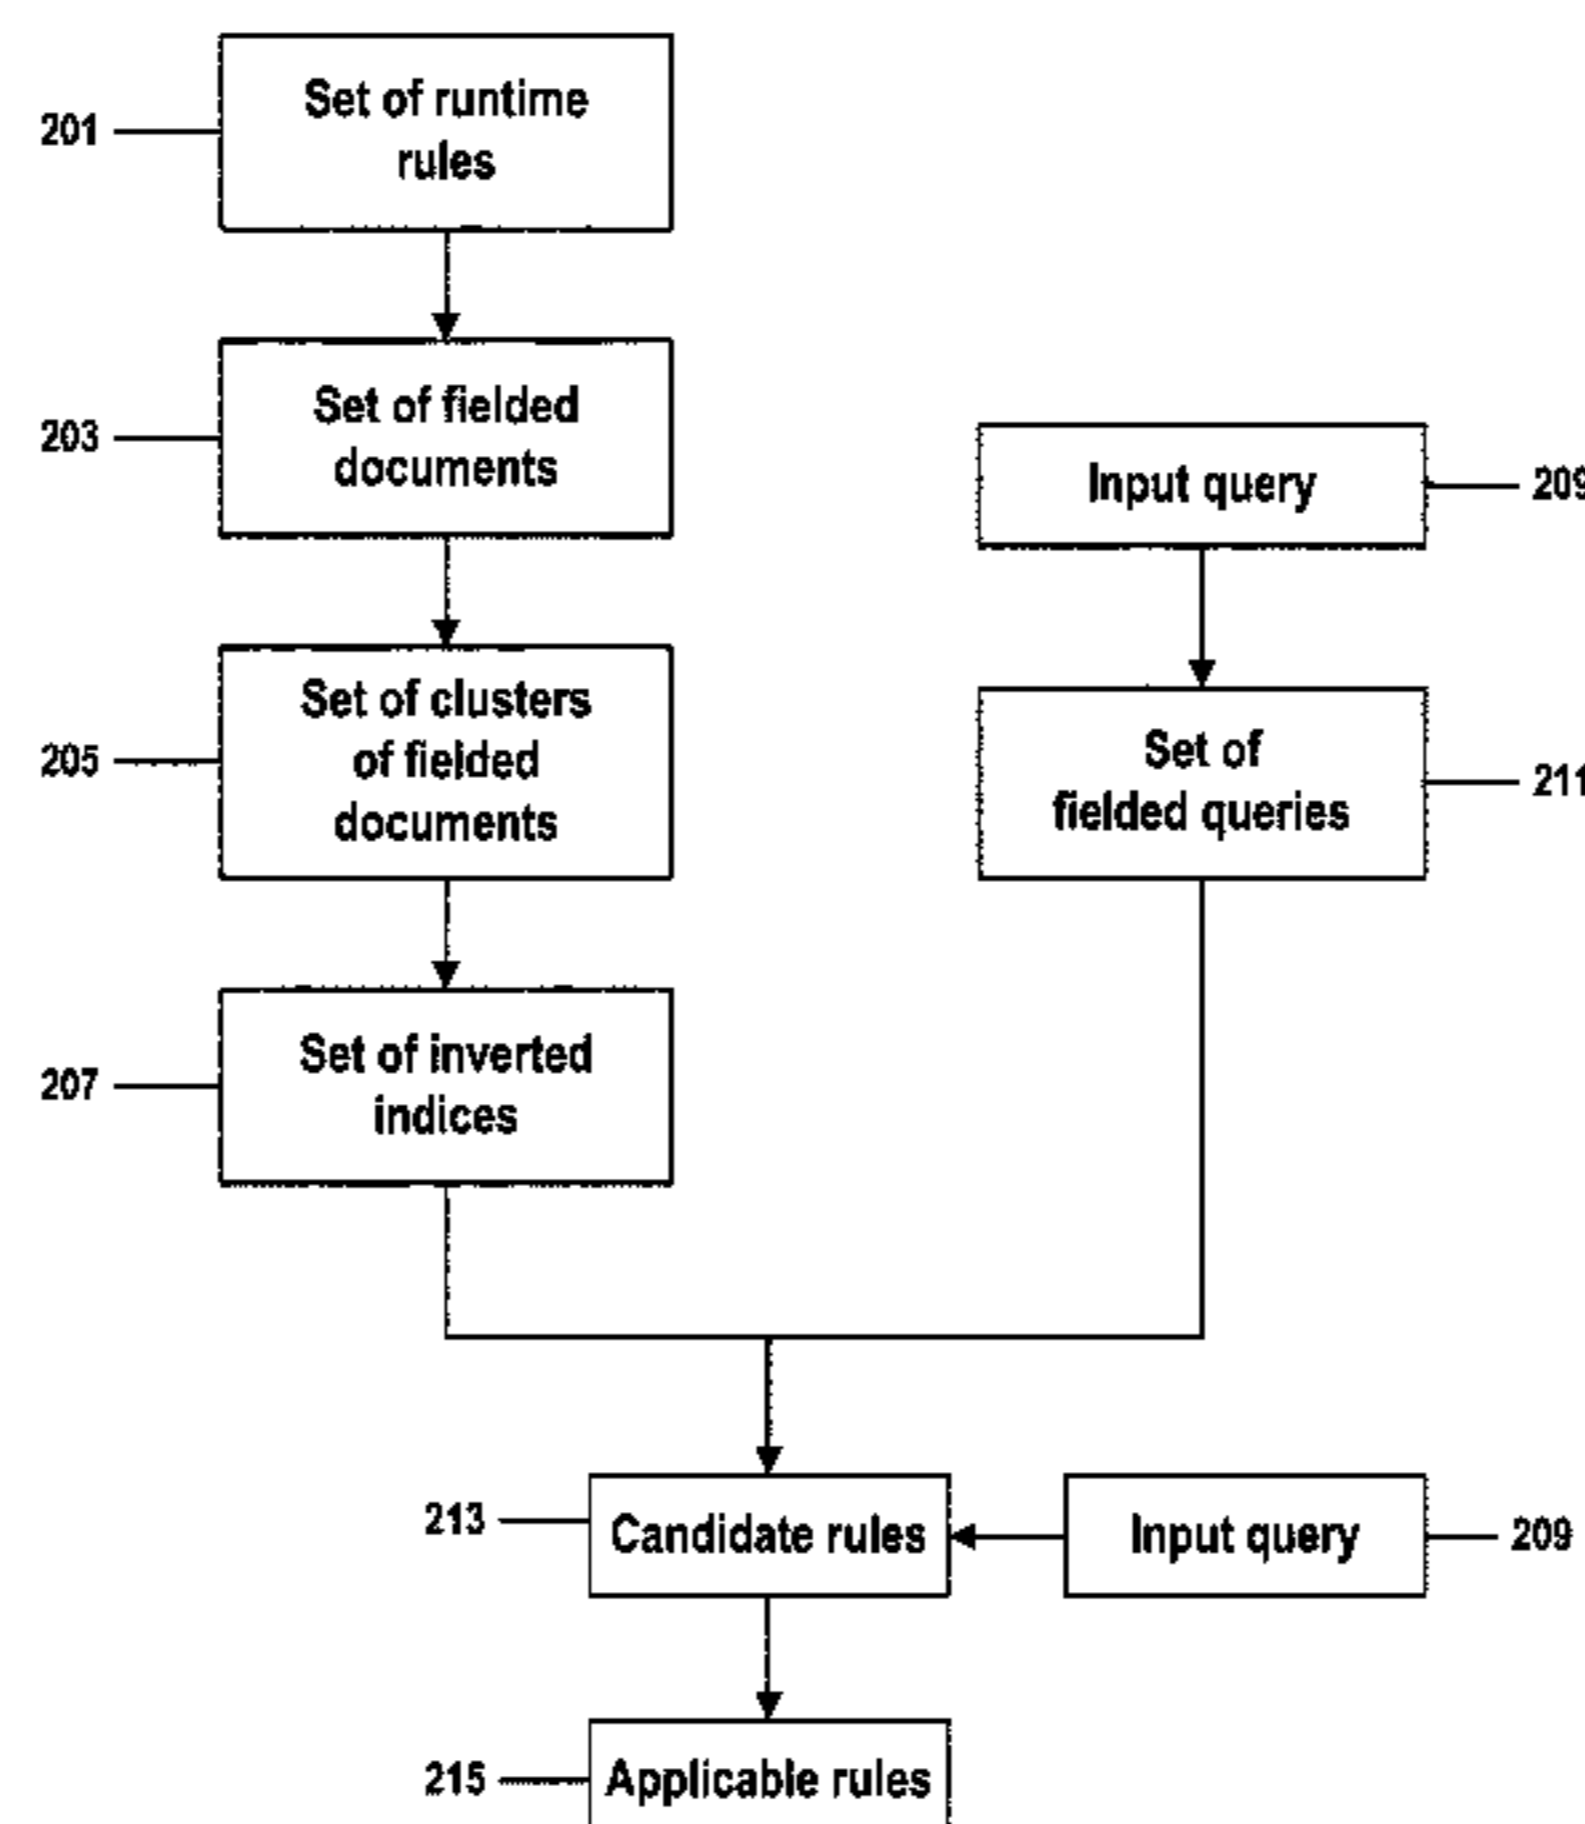 201
Set of runtime
rules
203
Set of fielded
documents
Input query
209
205
Set of clusters
of fielded
documents
Set of
fielded queries
211
207
Set of inverted
indices
213
Candidate rules
Input query
209
215
Applicable rules